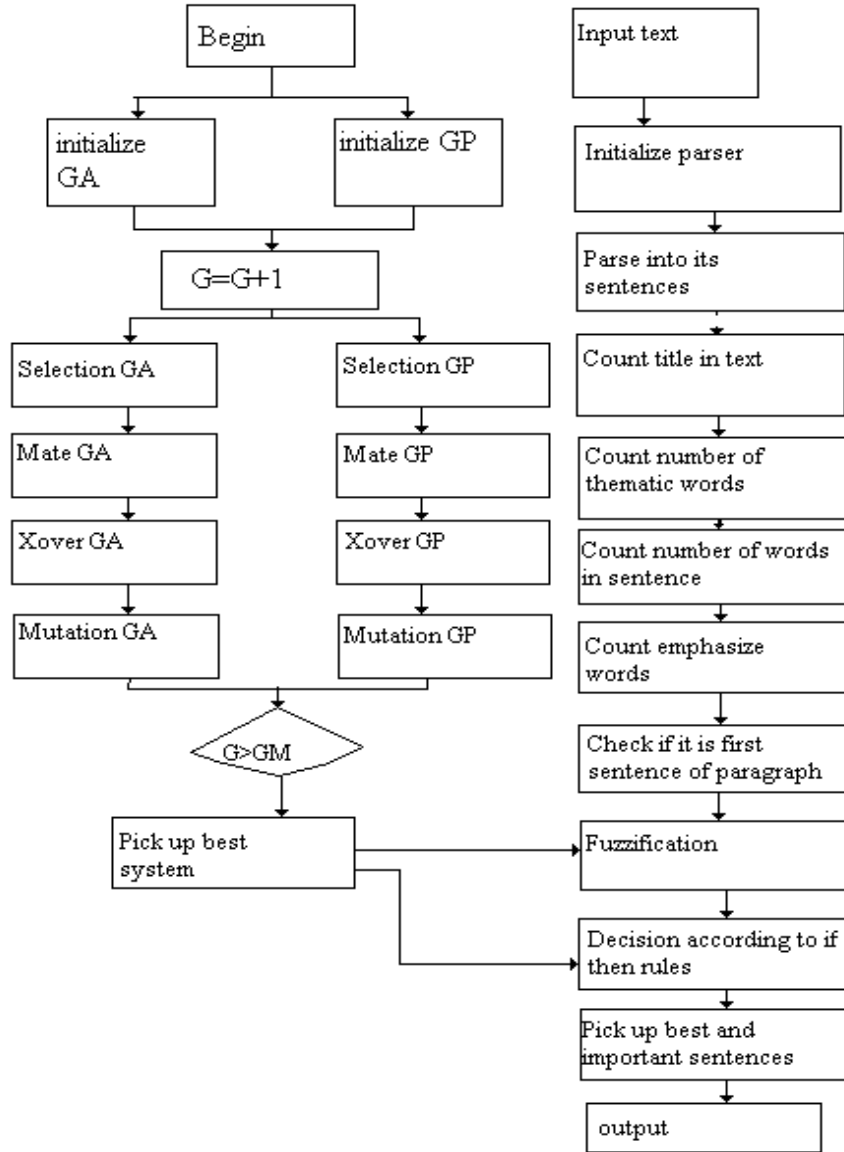 Begin
initialize
GA
initialize GP
G=G+1
Selection GA
Selection GP
Mate GA
Mate GP
Xover GA
Xover GP
Mutation GA
Mutation GP
G>GM
Pick up best
system
Input text
Initialize parser
Parse into its
sentences
Count title in text
Count number of
thematic words
Count number of words
in sentence
Count emphasize
words
Check if it is first
sentence of paragraph
Fuzzification
Decision according to if
then rules
Pick up best and
important sentences
output